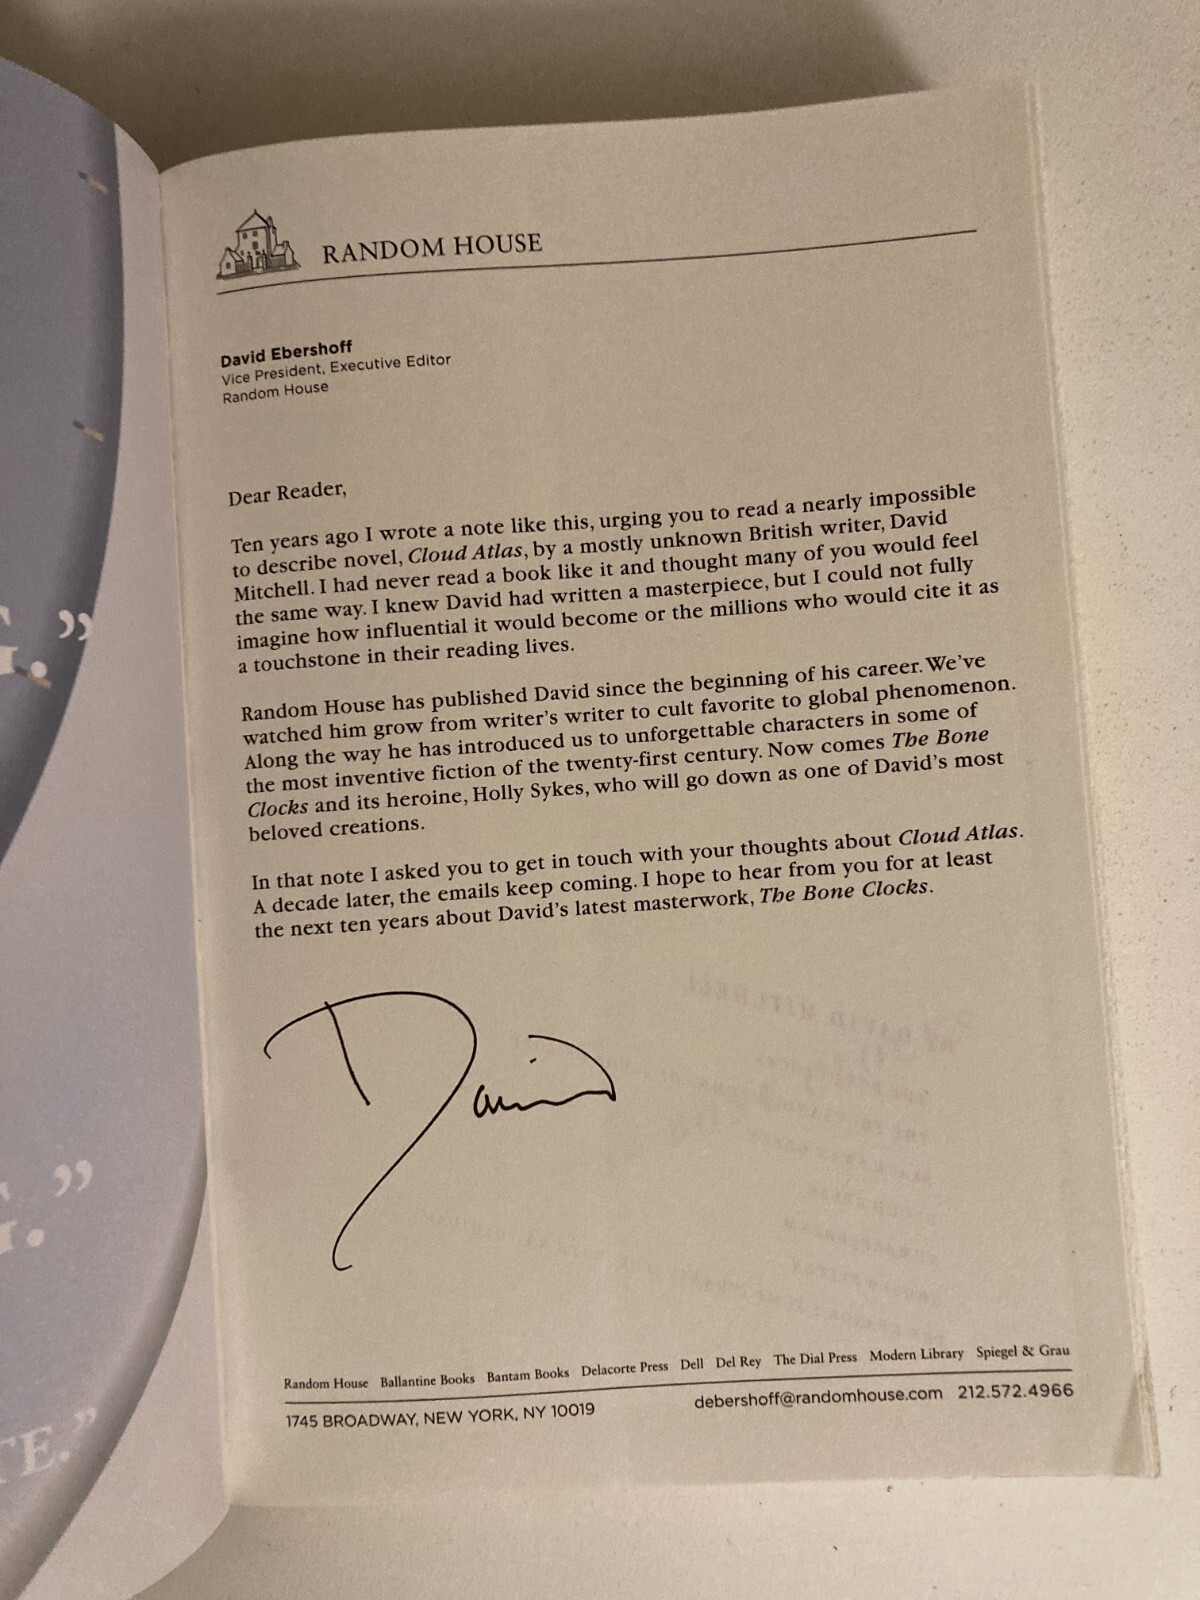 RANDOM HOUSE
David Ebershoff
Vice President, Executive Editor
Random House
Dear Reader,
Ten years ago I wrote a note like this, urging you to read a nearly impossible
to describe novel, Cloud Atlas, by a mostly unknown British writer, David
Mitchell. I had never read a book like it and thought many of you would feel
the same way. I knew David had written a masterpiece, but I could not fully
imagine how influential it would become or the millions who would cite it as
a touchstone in their reading lives.
Random House has published David since the beginning of his career. We've
watched him grow from writer's writer to cult favorite to global phenomenon.
Along the way he has introduced us to unforgettable characters in some of
the most inventive fiction of the twenty-first century. Now comes The Bone
Clocks and its heroine, Holly Sykes, who will go down as one of David's most
beloved creations.
In that note I asked you to get in touch with your thoughts about Cloud Atlas.
A decade later, the emails keep coming. I hope to hear from you for at least
the next ten years about David's latest masterwork, The Bone Clocks.
David
Random House Ballantine Books Bantam Books Delacorte Press Dell Del Rey The Dial Press Modern Library Spiegel & Grau
1745 BROADWAY, NEW YORK, NY 10019 debershoff@randomhouse.com 212.572.4966